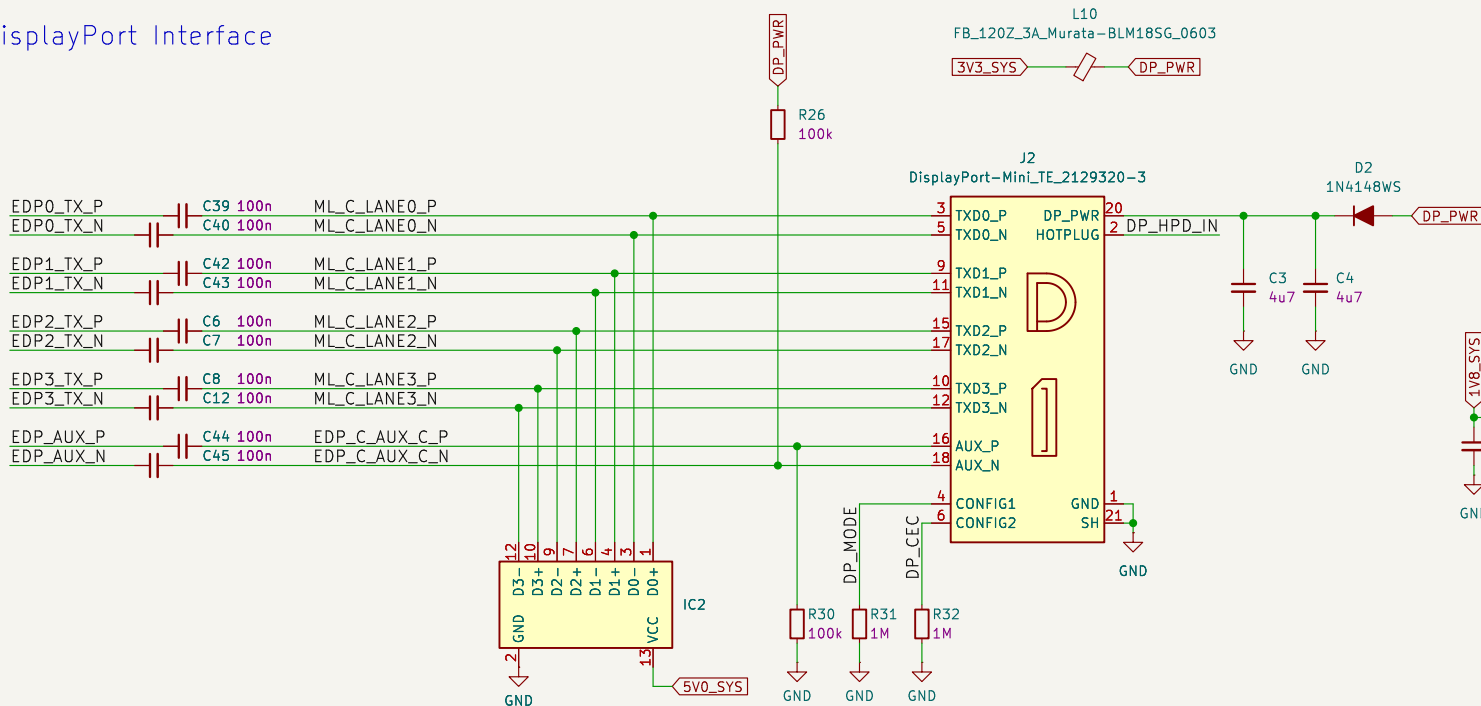 isplayPort Interface
DP_PWR
R26
100k
L10
FB_120Z_3A_Murata-BLM18SG_0603
3V3_SYS
DP_PWR
J2
DisplayPort-Mini_TE_2129320-3
D2
1N4148WS
EDP0_TX_P C39 100n ML_C_LANE0_P 3 TXD0_P DP_PWR 20 DP_PWR
EDP0_TX_N C40 100n ML_C_LANE0_N 5 TXD0_N HOTPLUG 2 DP_HPD_IN
EDP1_TX_P C42 100n ML_C_LANE1_P 9 TXD1_P
EDP1_TX_N C43 100n ML_C_LANE1_N 11 TXD1_N
C3
4u7
C4
4u7
GND
GND
EDP2_TX_P C6 100n ML_C_LANE2_P 15 TXD2_P
EDP2_TX_N C7 100n ML_C_LANE2_N 17 TXD2_N
EDP3_TX_P C8 100n ML_C_LANE3_P 10 TXD3_P
EDP3_TX_N C12 100n ML_C_LANE3_N 12 TXD3_N
EDP_AUX_P C44 100n EDP_C_AUX_C_P 16 AUX_P
EDP_AUX_N C45 100n EDP_C_AUX_C_N 18 AUX_N
D
1V8_SYS
4 CONFIG1 GND 1
6 CONFIG2 SH 21
GND
DP_MODE
DP_CEC
12 10 9 7 6 4 3 1
D3- D3+ D2- D2+ D1- D1+ D0- D0+
IC2
GND
VCC
2
13
GND
5V0_SYS
R30
100k
R31
1M
R32
1M
GND
GND
GND